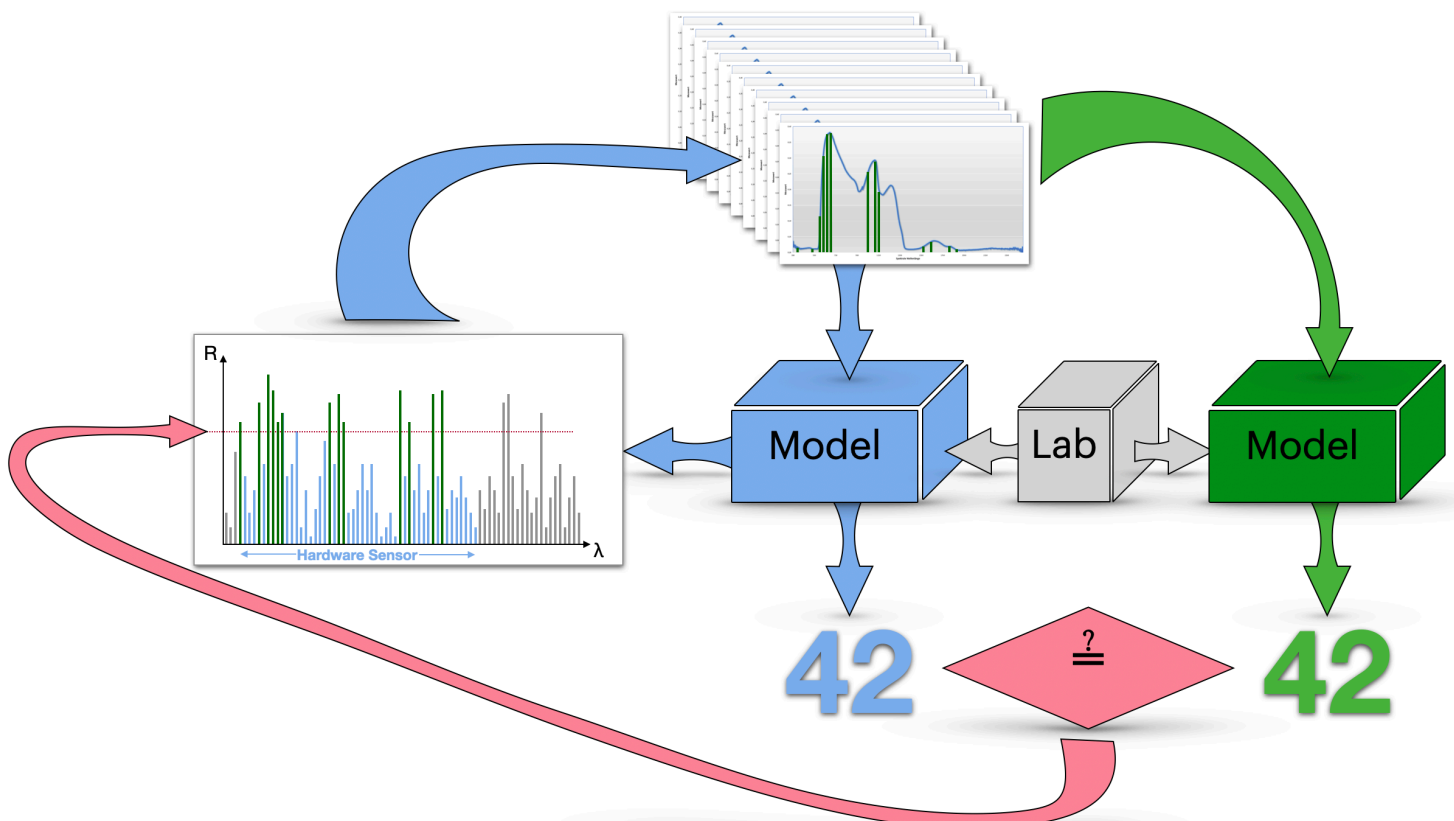 R
Hardware Sensor
λ
Model
Lab
Model
?
=
42
42